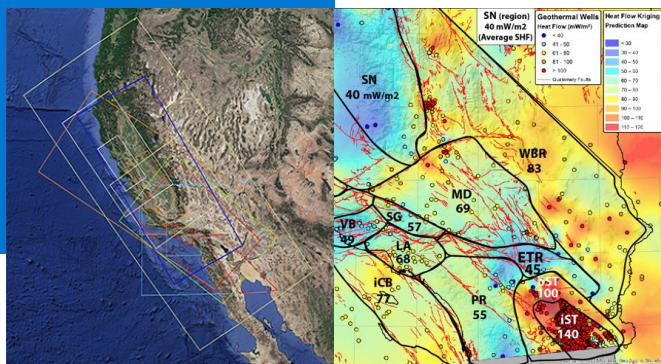 SN (region)
40 mW/m2
(Average SHF)
Geothermal Wells
Heat Flow (mW/m²)
< 40
41 - 60
61 - 80
81 - 100
> 100
Quaternary Faults
Heat Flow Kriging
Prediction Map
< 30
30 - 40
40 - 50
50 - 60
60 - 70
70 - 80
80 - 90
90 - 100
100 - 110
110 - 120
SN
40 mW/m2
WBR
83
MD
69
SG
57
VB
49
LA
68
ETR
45
iCB
77
PR
55
oST
100
iST
140